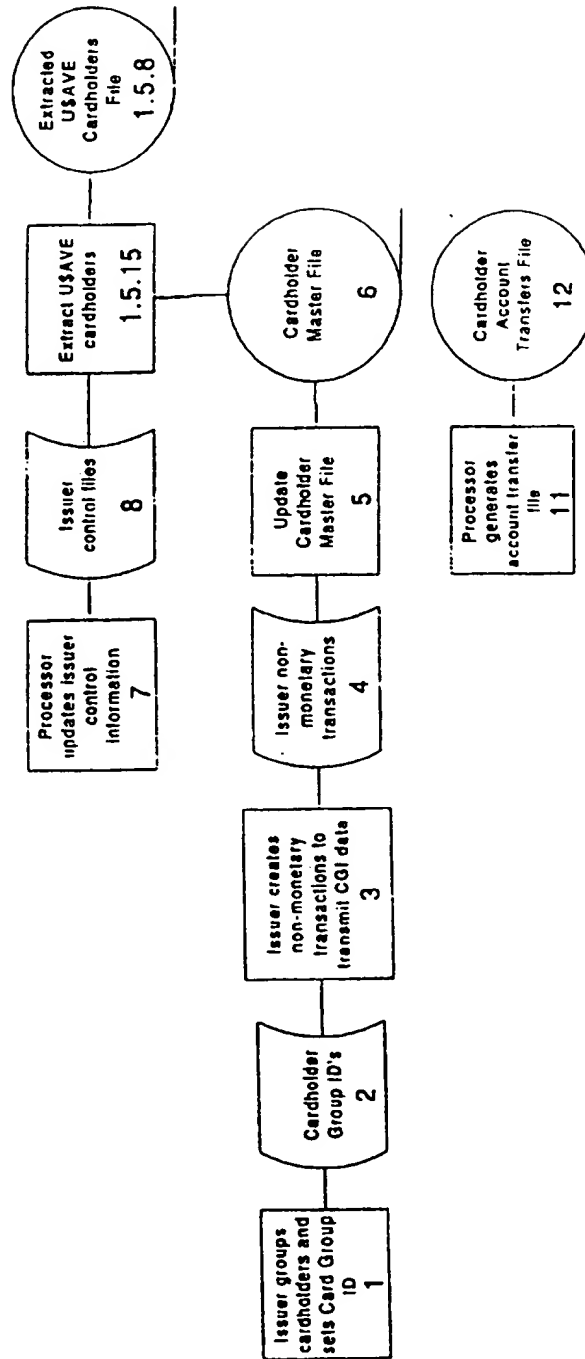 Processor
updates issuer
control
information
7
Issuer
control files
8
Extract U$AVE
cardholders
1.5.15
Extracted
U$AVE
Cardholders
File
1.5.8
Issuer groups
cardholders and
sets Card Group
ID
1
Cardholder
Group ID's
2
Issuer creates
non-monetary
transactions to
transmit CGI data
3
Issuer non-
monetary
transactions
4
Update
Cardholder
Master File
5
Cardholder
Master File
6
Processor
generates
account transfer
file
11
Cardholder
Account
Transfers File
12